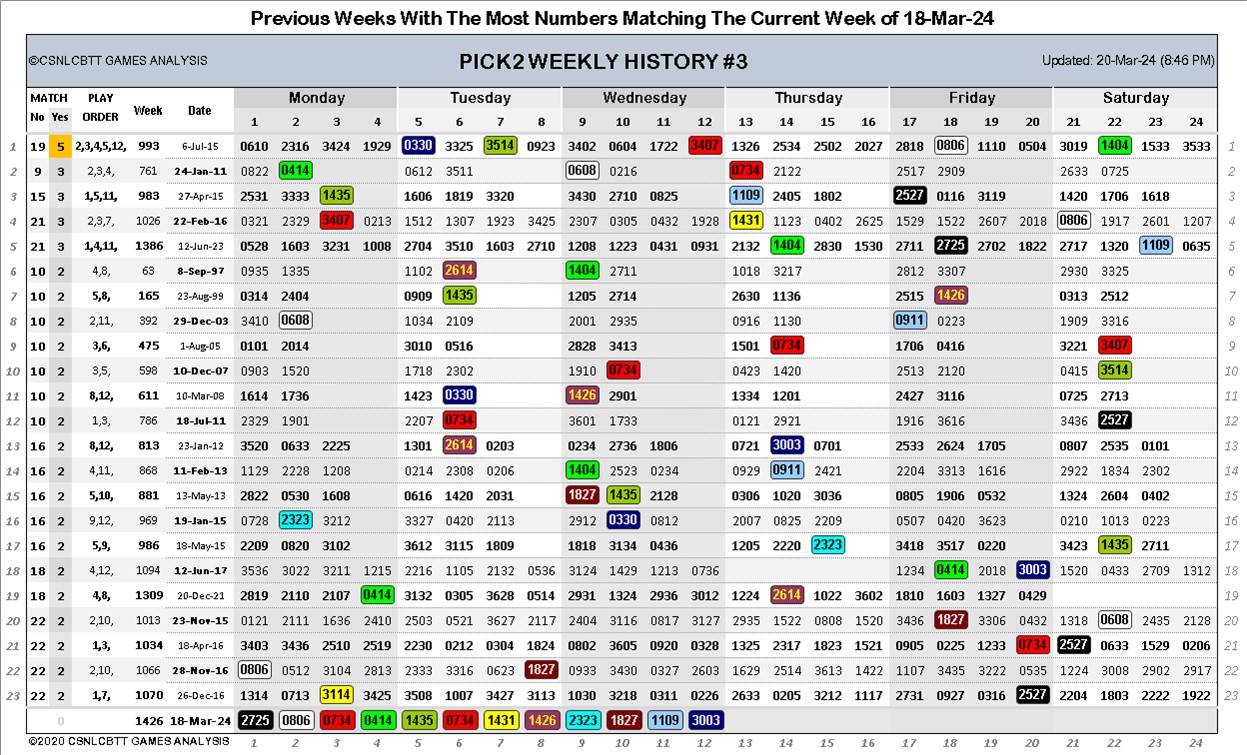 Previous Weeks With The Most Numbers Matching The Current Week of 18-Mar-24
©CSNLCBTT GAMES ANALYSIS PICK2 WEEKLY HISTORY #3 Updated: 20-Mar-24 (8:46 PM)
MATCH PLAY Week Date Monday Tuesday Wednesday Thursday Friday Saturday
No Yes ORDER 1 2 3 4 5 6 7 8 9 10 11 12 13 14 15 16 17 18 19 20 21 22 23 24
1 19 5 2,3,4,5,12, 993 6-Jul-15 0610 2316 3424 1929 0330 3325 3514 0923 3402 0604 1722 3407 1326 2534 2502 2027 2818 0806 1110 0504 3019 1404 1533 3533 1
2 9 3 2,3,4, 761 24-Jan-11 0822 0414 0612 3511 0608 0216 0734 2122 2517 2909 2633 0725 2
3 15 3 1,5,11, 983 27-Apr-15 2531 3333 1435 1606 1819 3320 3430 2710 0825 1109 2405 1802 2527 0116 3119 1420 1706 1618 3
4 21 3 2,3,7, 1026 22-Feb-16 0321 2329 3407 0213 1512 1307 1923 3425 2307 0305 0432 1928 1431 1123 0402 1625 1529 1522 2607 2018 0806 1917 2601 1207 4
5 21 3 1,4,11, 1386 12-Jun-23 0528 1603 3231 1008 2704 3510 1603 2710 1208 1223 0431 0931 2132 1404 2830 1530 2711 2725 2702 1822 2717 1320 1109 0635 5
6 10 2 4,8, 63 8-Sep-97 0935 1335 1102 2614 1404 2711 1018 3217 2812 3307 2930 3325 6
7 10 2 5,8, 165 23-Aug-99 0314 2404 0909 1435 1205 2714 2630 1136 2515 1426 0313 2512 7
8 10 2 2,11, 392 29-Dec-03 3410 0608 1034 2109 2001 2935 0916 1130 0911 0223 1909 3316 8
9 10 2 3,6, 475 1-Aug-05 0101 2014 3010 0516 2828 3413 1501 0734 1706 0416 3221 3407 9
10 10 2 3,5, 598 10-Dec-07 0903 1520 1718 2302 1910 0734 0423 1420 2513 2120 0415 3514 10
11 10 2 8,12, 611 10-Mar-08 1614 1736 1423 0330 1426 2901 1334 1201 2427 3116 0725 2713 11
12 10 2 1,3, 786 18-Jul-11 2329 1901 2207 0734 3601 1733 0121 2921 1916 3616 3436 2527 12
13 16 2 8,12, 813 23-Jan-12 3520 0633 2225 1301 2614 0203 0234 2736 1806 0721 3003 0701 2533 2624 1705 0807 2535 0101 13
14 16 2 4,11, 868 11-Feb-13 1129 2228 1208 0214 2308 0206 1404 2523 0234 0929 0911 2421 2204 3313 1616 2922 1834 2302 14
15 16 2 5,10, 881 13-May-13 2822 0530 1608 0616 1420 2031 1827 1435 2128 0306 1020 3036 0805 1906 0532 1324 2604 0402 15
16 16 2 9,12, 969 19-Jan-15 0728 2323 3212 3327 0420 2113 2912 0330 0812 2007 0825 2209 0507 0420 3623 0210 1013 0223 16
17 16 2 5,9, 986 18-May-15 2209 0820 3102 3612 3115 1809 1818 3134 0436 1205 2220 2323 3418 3517 0220 3423 1435 2711 17
18 18 2 4,12, 1094 12-Jun-17 3536 3022 3211 1215 2216 1105 2132 0536 3124 1429 1213 0736 1234 0414 2018 3003 1520 0433 2709 1312 18
19 18 2 4,8, 1309 20-Dec-21 2819 2110 2107 0414 3132 0305 3628 0514 2931 1324 2936 3012 1224 2614 1022 3602 1810 1603 1327 0429 19
20 22 2 2,10, 1013 23-Nov-15 0121 2111 1636 2410 2503 0521 3627 2117 2404 3116 0817 3127 2935 1522 0808 1520 3436 1827 3306 0432 1318 0608 2435 2128 20
21 22 2 1,3, 1034 18-Apr-16 3403 3436 2510 2519 2230 0212 0304 1824 0802 3605 0920 0328 1325 2317 1823 1521 0905 0225 1233 0734 2527 0633 1529 0206 21
22 22 2 2,10, 1066 28-Nov-16 0806 0512 3104 2813 2333 3316 0623 1827 0933 3430 0327 2603 1629 2514 3613 1422 1107 3435 3222 0535 1224 3008 2902 2917 22
23 22 2 1,7, 1070 26-Dec-16 1314 0713 3114 3425 3508 1007 3427 3113 1030 3218 0311 0226 2633 0205 3212 1117 2731 0927 0316 2527 2204 1803 2222 1922 23
0 1426 18-Mar-24 2725 0806 0734 0414 1435 0734 1431 1426 2323 1827 1109 3003
©2020 CSNLCBTT GAMES ANALYSIS 1 2 3 4 5 6 7 8 9 10 11 12 13 14 15 16 17 18 19 20 21 22 23 24